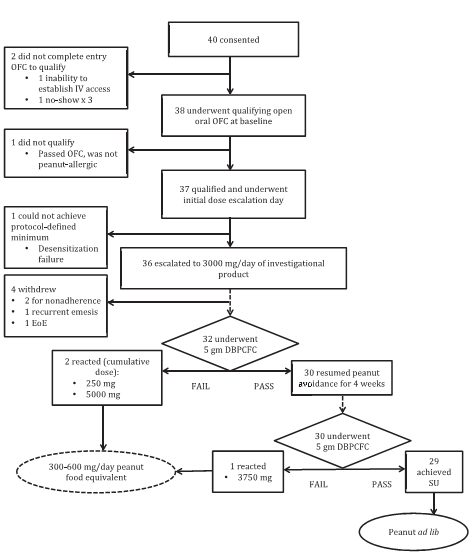 40 consented
2 did not complete entry
OFC to qualify
• 1 inability to
establish IV access
• 1 no-show x 3
38 underwent qualifying open
oral OFC at baseline
1 did not qualify
• Passed OFC, was not
peanut-allergic
37 qualified and underwent
initial dose escalation day
1 could not achieve
protocol-defined
minimum
• Desensitization
failure
36 escalated to 3000 mg/day of investigational
product
4 withdrew
• 2 for nonadherence
• 1 recurrent emesis
• 1 EoE
32 underwent
5 gm DBPCFC
2 reacted (cumulative
dose):
• 250 mg
• 5000 mg
FAIL
PASS
30 resumed peanut
avoidance for 4 weeks
30 underwent
5 gm DBPCFC
300-600 mg/day peanut
food equivalent
1 reacted
• 3750 mg
FAIL
PASS
29
achieved
SU
Peanut ad lib